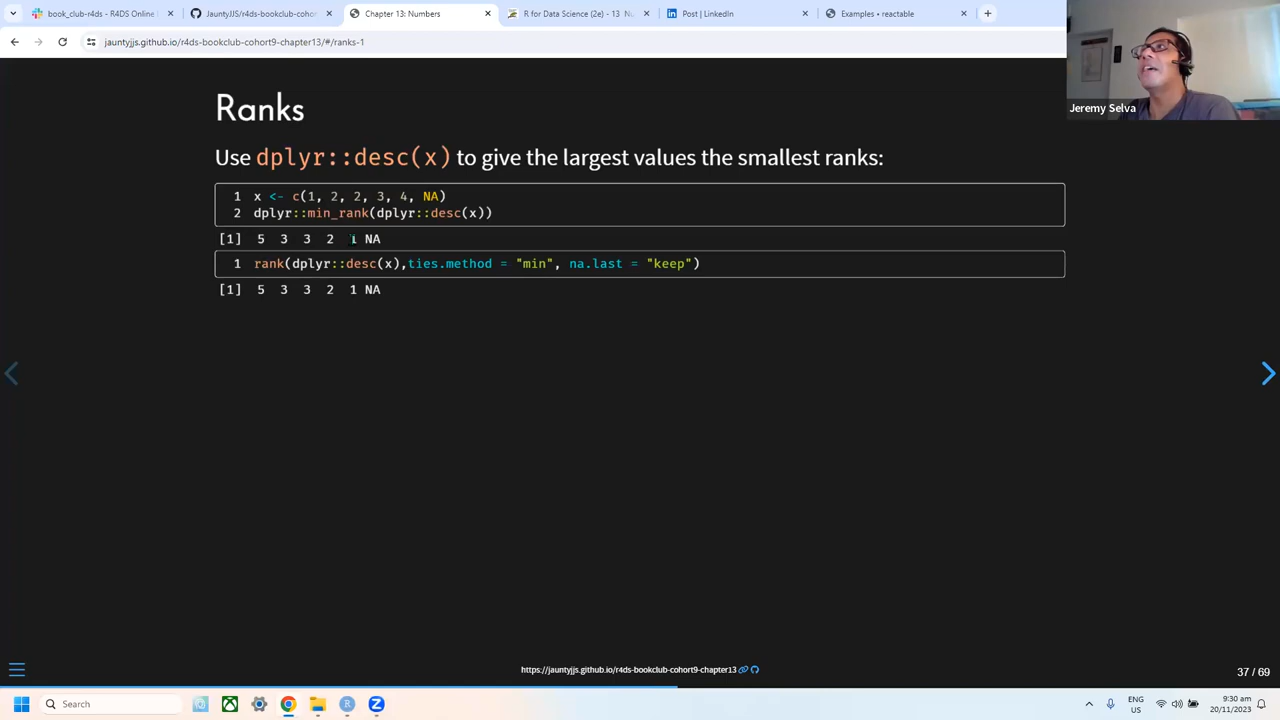 book_club-r4ds - R4DS Online
JauntyJJS/r4ds-bookclub-cohor
Chapter 13: Numbers
R for Data Science (2e) - 13 Nu
Post | LinkedIn
Examples – reactable
jauntyjjs.github.io/r4ds-bookclub-cohort9-chapter13/#/ranks-1
Jeremy Selva
Ranks
Use dplyr::desc(x) to give the largest values the smallest ranks:
1 x <- c(1, 2, 2, 3, 4, NA)
2 dplyr::min_rank(dplyr::desc(x))
[1] 5 3 3 2 1 NA
1 rank(dplyr::desc(x),ties.method = "min", na.last = "keep")
[1] 5 3 3 2 1 NA
https://jauntyjjs.github.io/r4ds-bookclub-cohort9-chapter13
37 / 69
Search
ENG
US
9:30 am
20/11/2023